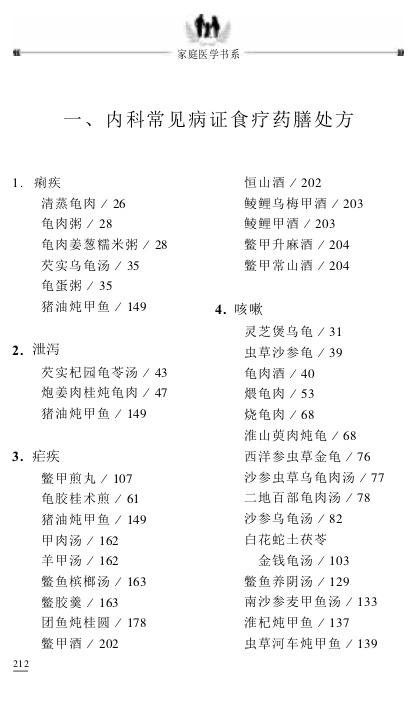 家庭医学书系
一、内科常见病证食疗药膳处方
1. 痢疾
清蒸龟肉／26
龟肉粥／28
龟肉姜葱糯米粥／28
芡实乌龟汤／35
龟蛋粥／35
猪油炖甲鱼／149
2. 泄泻
芡实杞园龟苓汤／43
炮姜肉桂炖龟肉／47
猪油炖甲鱼／149
3. 疟疾
鳖甲煎丸／107
龟胶桂术煎／61
猪油炖甲鱼／149
甲肉汤／162
羊甲汤／162
鳖鱼槟榔汤／163
鳖胶羹／163
团鱼炖桂圆／178
鳖甲酒／202
恒山酒／202
鲮鲤乌梅甲酒／203
鲮鲤甲酒／203
鳖甲升麻酒／204
鳖甲常山酒／204
4. 咳嗽
灵芝煲乌龟／31
虫草沙参龟／39
龟肉酒／40
煨龟肉／53
烧龟肉／68
淮山萸肉炖龟／68
西洋参虫草金龟／76
沙参虫草乌龟肉汤／77
二地百部龟肉汤／78
沙参乌龟汤／82
白花蛇土茯苓
金钱龟汤／103
鳖鱼养阴汤／129
南沙参麦甲鱼汤／133
淮杞炖甲鱼／137
虫草河车炖甲鱼／139
212